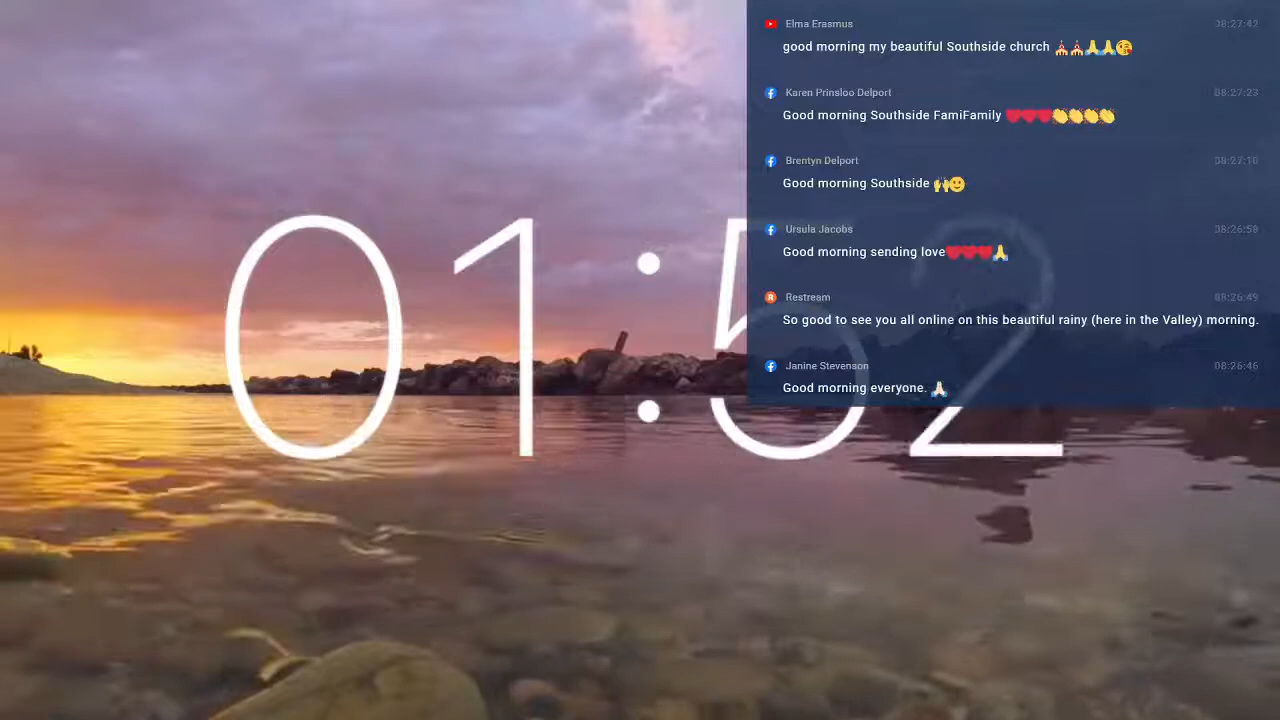 Elma Erasmus 08:27:42
good morning my beautiful Southside church ⛪⛪🙏🙏😘
Karen Prinsloo Delport 08:27:23
Good morning Southside FamiFamily ❤️❤️❤️👏👏👏👏
Brentyn Delport 08:27:10
Good morning Southside 🙌🙂
Ursula Jacobs 08:26:58
Good morning sending love❤️❤️❤️🙏
R Restream 08:26:49
So good to see you all online on this beautiful rainy (here in the Valley) morning.
Janine Stevenson 08:26:46
Good morning everyone. 🙏🏻
01:52